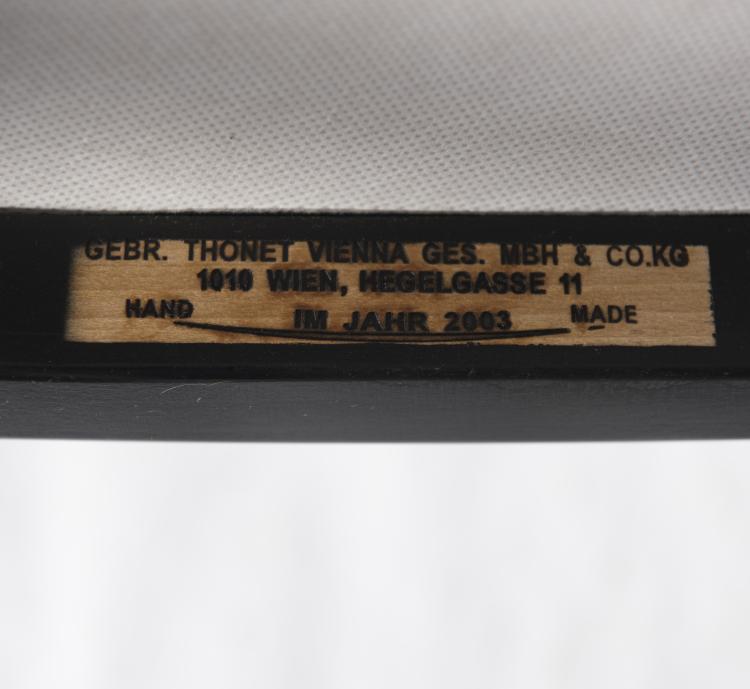 GEBR. THONET VIENNA GES. MBH & CO.KG
1010 WIEN, HEGELGASSE 11
HAND IM JAHR 2003 MADE